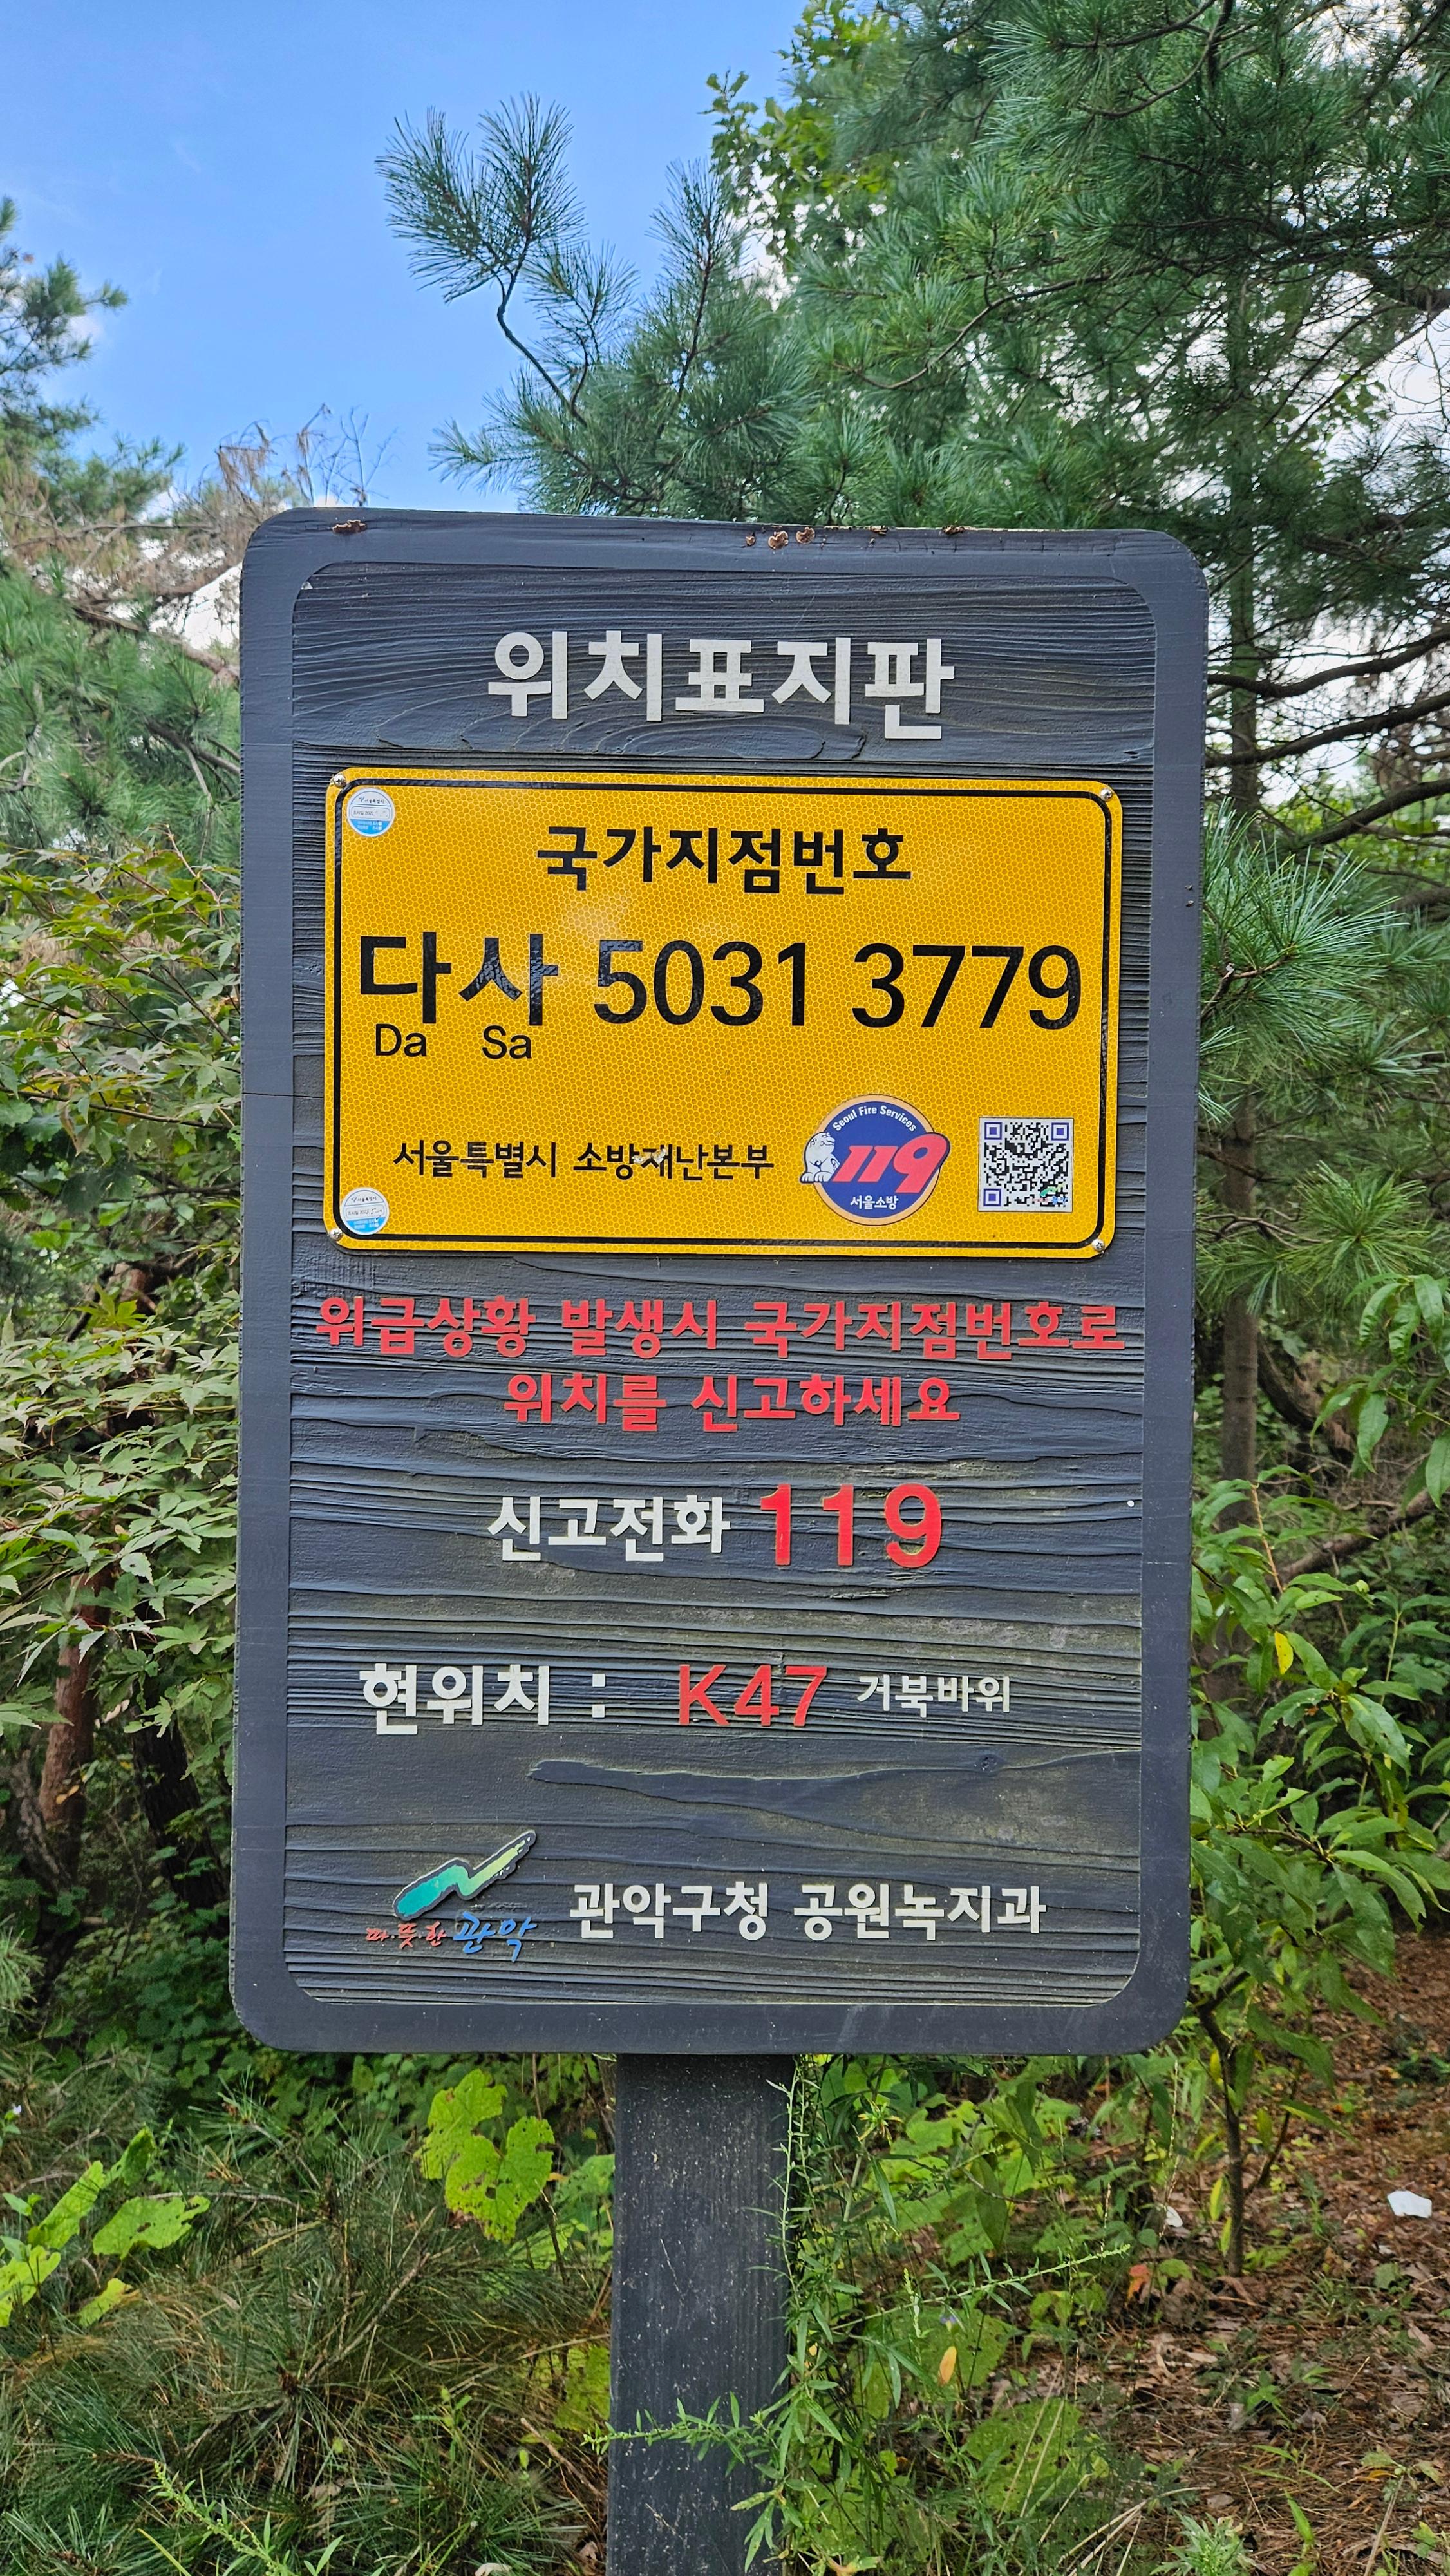 위치표지판
국가지점번호
다사 5031 3779
Da Sa
서울특별시 소방재난본부
Seoul Fire Services
119
서울소방
위급상황 발생시 국가지점번호로
위치를 신고하세요
신고전화 119
현위치 : K47 거북바위
따뜻한 관악
관악구청 공원녹지과